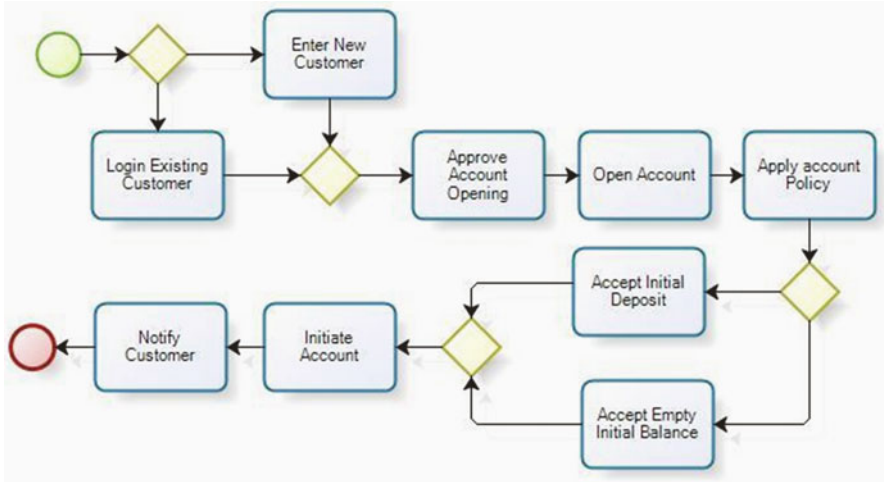 Enter New
Customer
Login Existing
Customer
Approve
Account
Opening
Open Account
Apply account
Policy
Accept Initial
Deposit
Notify
Customer
Initiate
Account
Accept Empty
Initial Balance